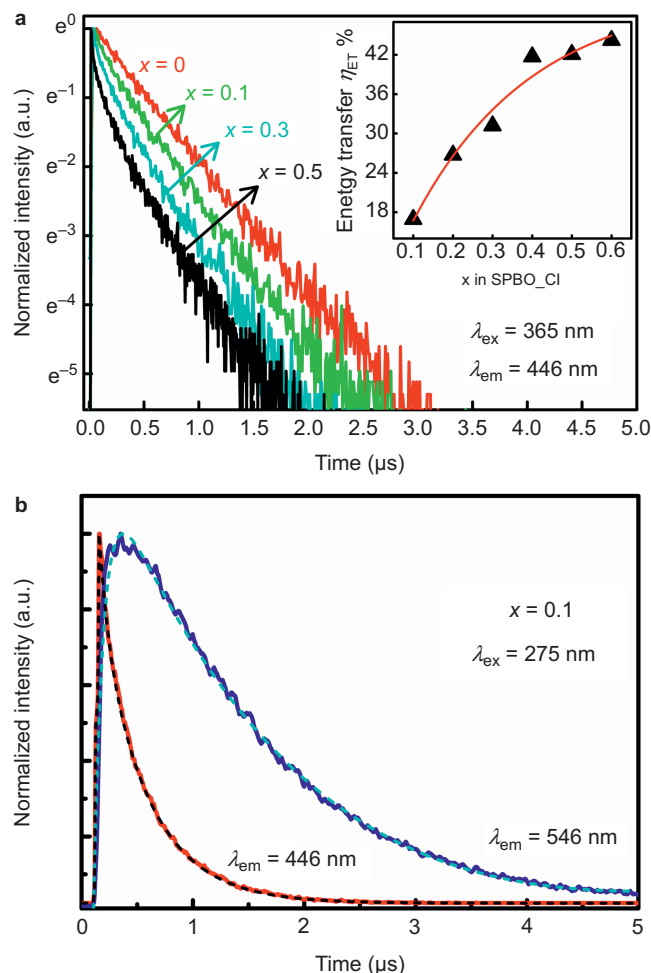 a
e⁰
e⁻¹
e⁻²
e⁻³
e⁻⁴
e⁻⁵
Normalized intensity (a.u.)
x = 0
x = 0.1
x = 0.3
x = 0.5
0.0 0.5 1.0 1.5 2.0 2.5 3.0 3.5 4.0 4.5 5.0
Time (µs)
Enetgy transfer ηET %
42
36
30
24
18
0.1 0.2 0.3 0.4 0.5 0.6
x in SPBO_CI
λex = 365 nm
λem = 446 nm
b
Normalized intensity (a.u.)
x = 0.1
λex = 275 nm
λem = 446 nm
λem = 546 nm
0 1 2 3 4 5
Time (µs)